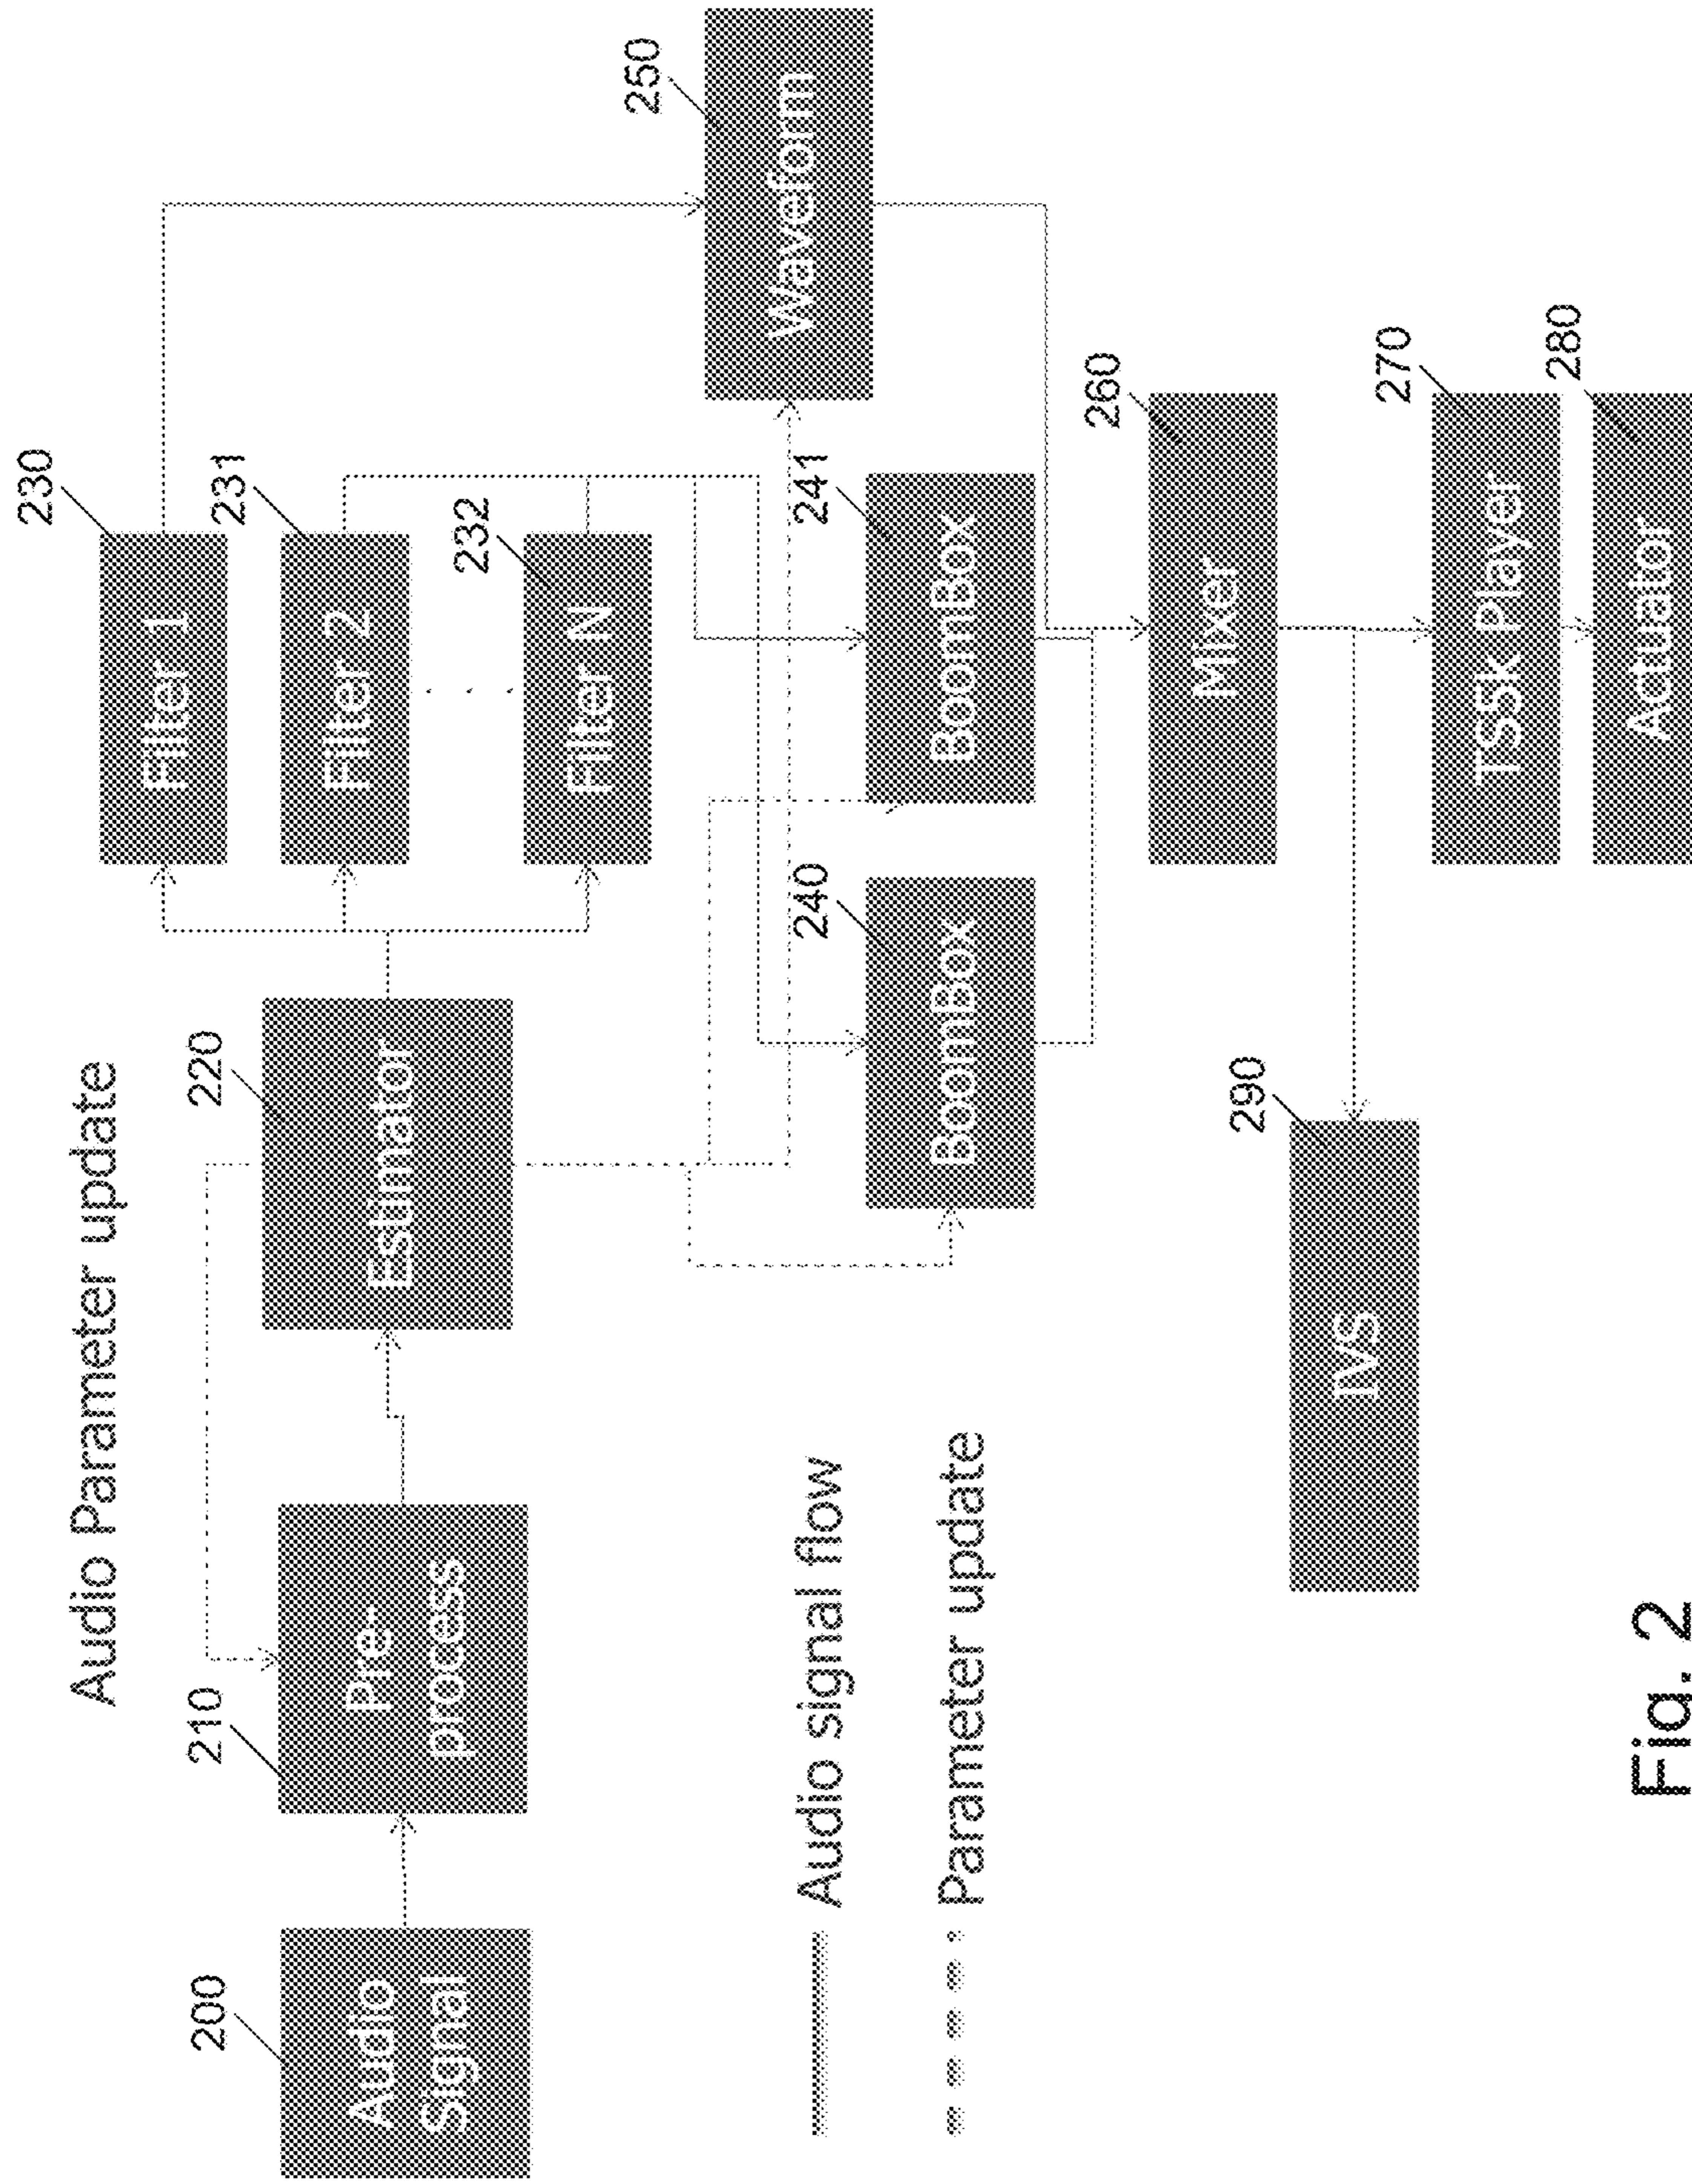 Audio Parameter update
200
Audio
Signal
210
Pre-
process
220
Estimator
230
Filter 1
231
Filter 2
232
Filter N
240
BoomBox
241
BoomBox
250
Waveform
260
Mixer
270
TS5k Player
280
Actuator
290
IVS
Audio signal flow
Parameter update
Fig. 2